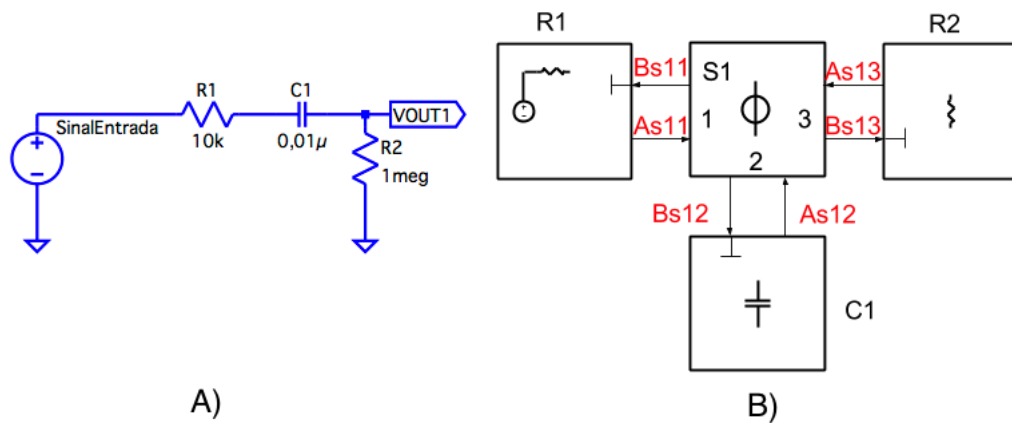 R1
10k
C1
0,01µ
VOUT1
SinalEntrada
R2
1meg
A)
R1
R2
Bs11
S1
As13
As11
1
3
Bs13
2
Bs12
As12
C1
B)